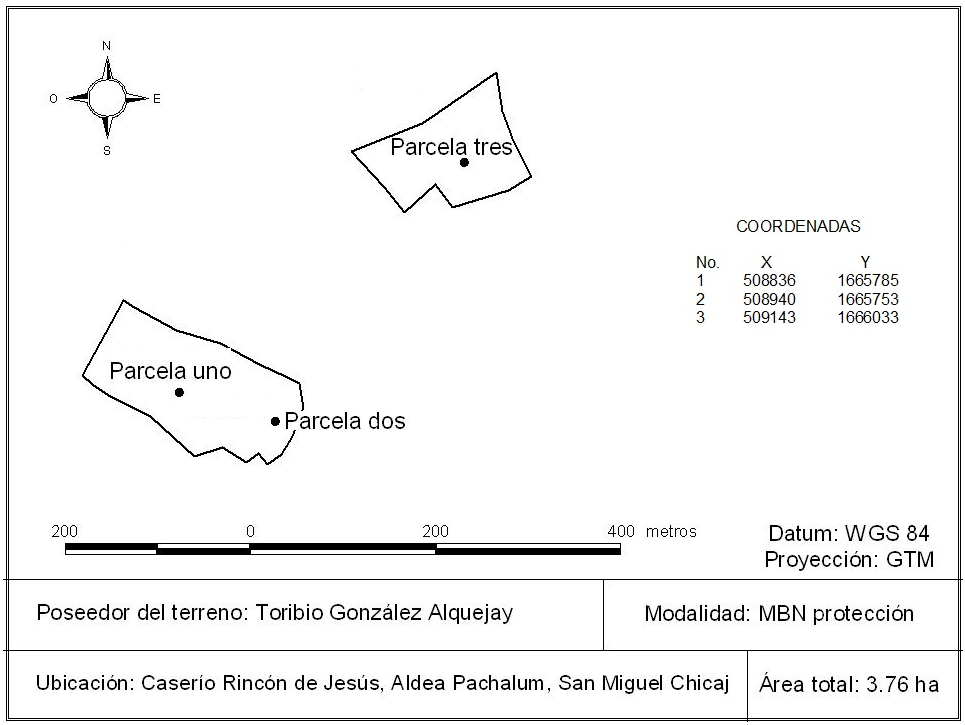 N
O E
S
Parcela tres
COORDENADAS
No. X Y
1 508836 1665785
2 508940 1665753
3 509143 1666033
Parcela uno
Parcela dos
200 0 200 400 metros
Datum: WGS 84
Proyección: GTM
Poseedor del terreno: Toribio González Alquejay
Modalidad: MBN protección
Ubicación: Caserío Rincón de Jesús, Aldea Pachalum, San Miguel Chicaj
Área total: 3.76 ha